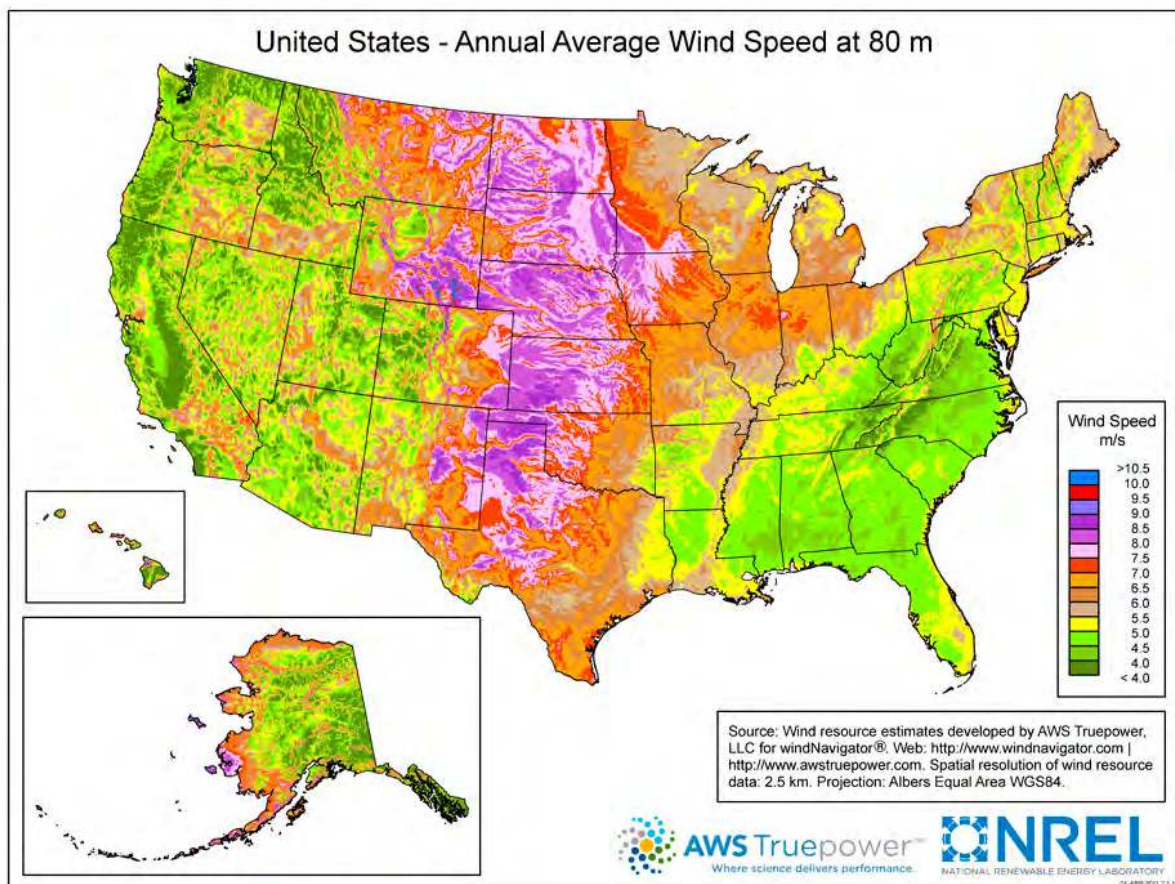 United States - Annual Average Wind Speed at 80 m
Wind Speed
m/s
>10.5
10.0
9.5
9.0
8.5
8.0
7.5
7.0
6.5
6.0
5.5
5.0
4.5
4.0
< 4.0
Source: Wind resource estimates developed by AWS Truepower,
LLC for windNavigator®. Web: http://www.windnavigator.com |
http://www.awstruepower.com. Spatial resolution of wind resource
data: 2.5 km. Projection: Albers Equal Area WGS84.
AWS Truepower™
Where science delivers performance.
NREL
NATIONAL RENEWABLE ENERGY LABORATORY